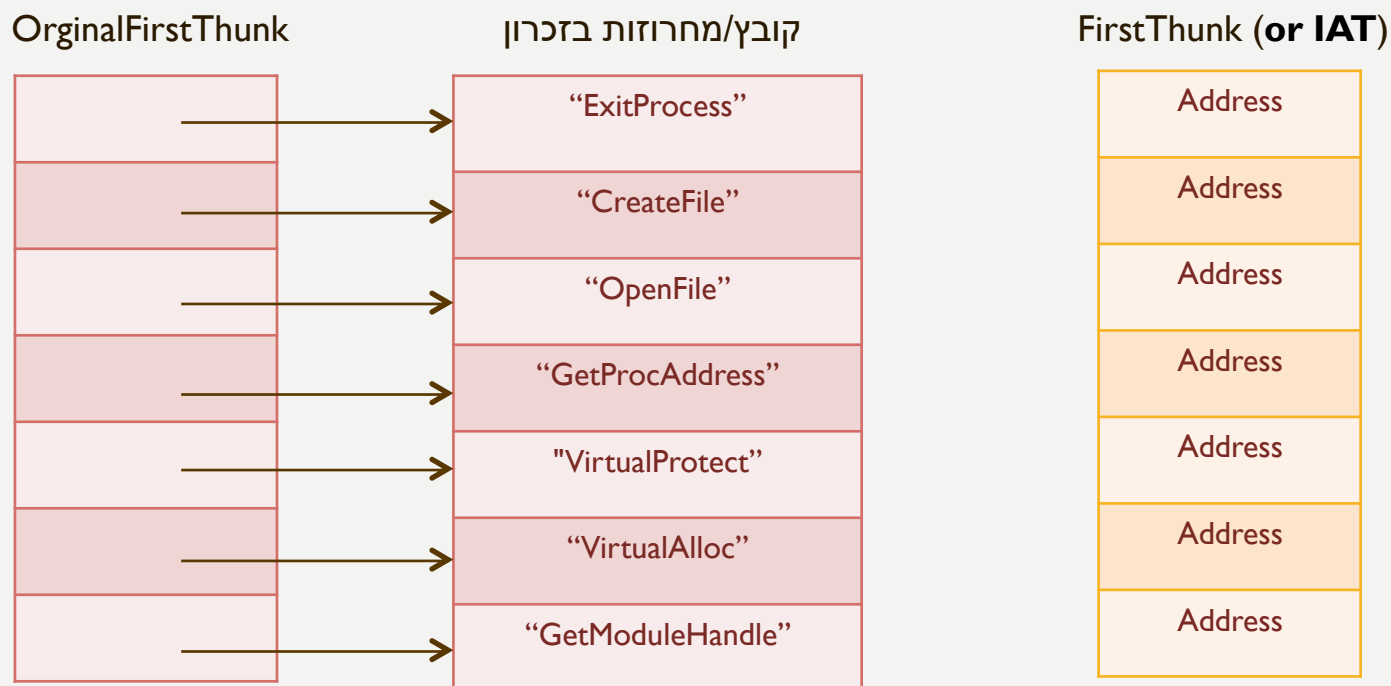 OrginalFirstThunk
קובץ/מחרוזות בזכרון
FirstThunk (or IAT)
“ExitProcess”
Address
“CreateFile”
Address
“OpenFile”
Address
“GetProcAddress”
Address
"VirtualProtect”
Address
“VirtualAlloc”
Address
“GetModuleHandle”
Address